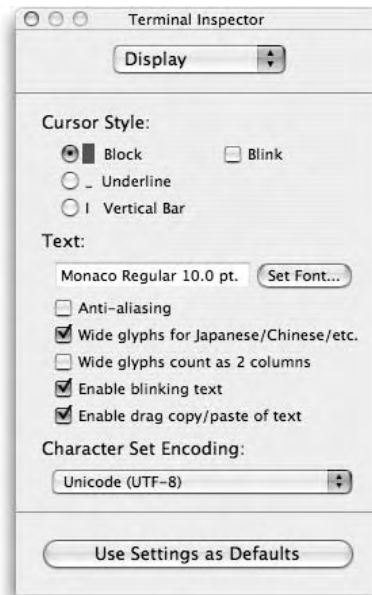 Terminal Inspector
Display
Cursor Style:
Block Blink
_ Underline
| Vertical Bar
Text:
Monaco Regular 10.0 pt. Set Font...
Anti-aliasing
Wide glyphs for Japanese/Chinese/etc.
Wide glyphs count as 2 columns
Enable blinking text
Enable drag copy/paste of text
Character Set Encoding:
Unicode (UTF-8)
Use Settings as Defaults